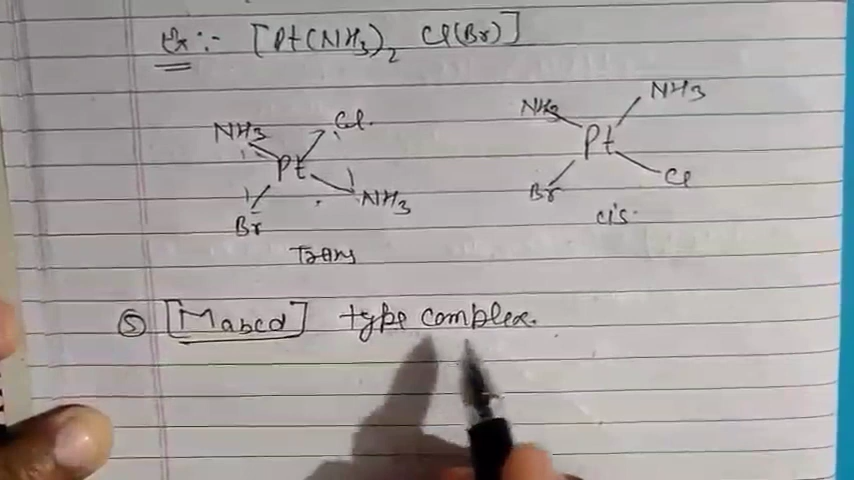 Ex :- [Pt(NH3)2 Cl(Br)]
NH3 Cl.
Pt
Br NH3
Trans
NH3 NH3
Pt
Br Cl
cis
⑤ [Mabcd] type complex.